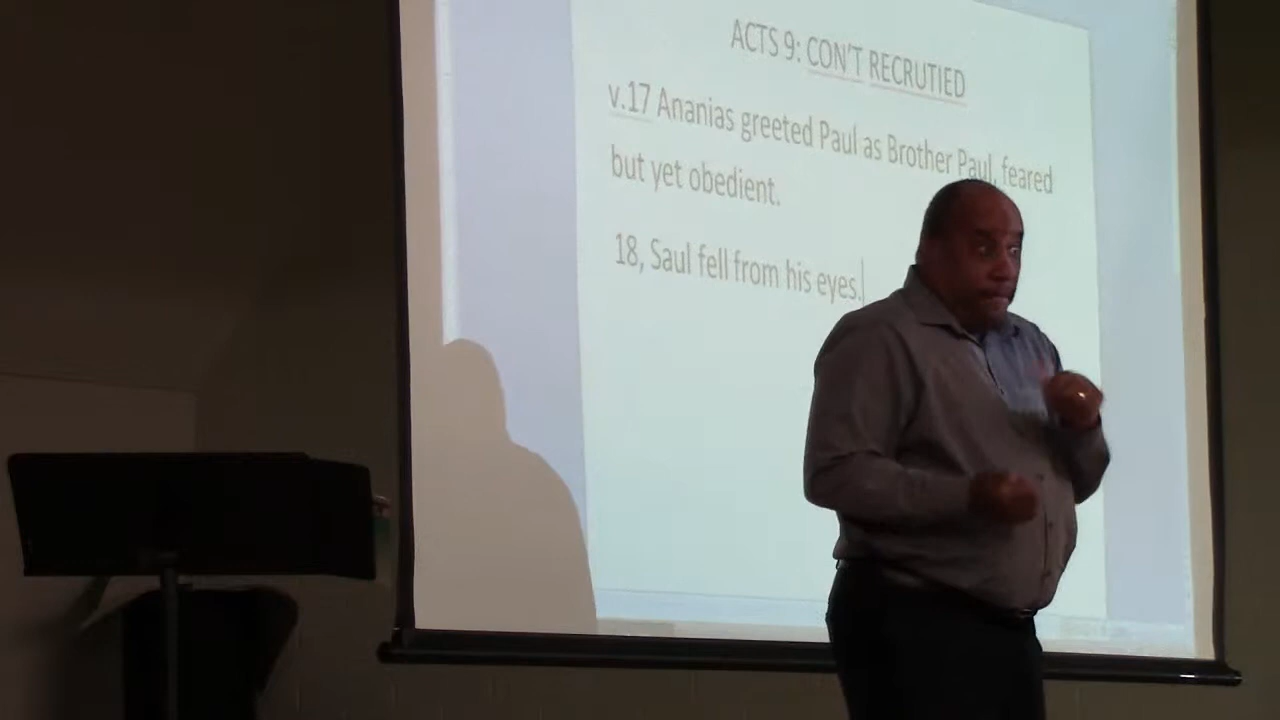 ACTS 9: CON'T RECRUTIED
v.17 Ananias greeted Paul as Brother Paul, feared
but yet obedient.
18, Saul fell from his eyes.